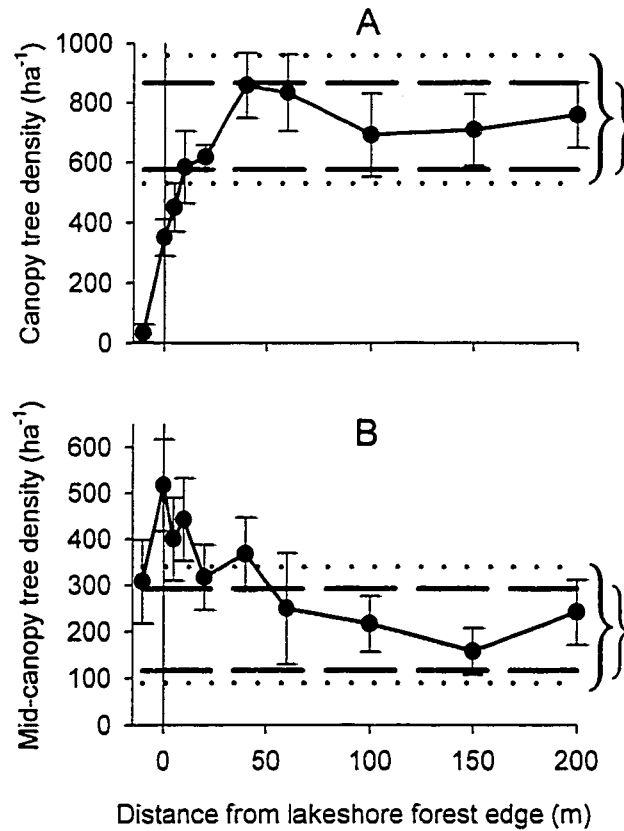 A
Canopy tree density (ha⁻¹)
1000
800
600
400
200
0
B
Mid-canopy tree density (ha⁻¹)
600
500
400
300
200
100
0
0 50 100 150 200
Distance from lakeshore forest edge (m)